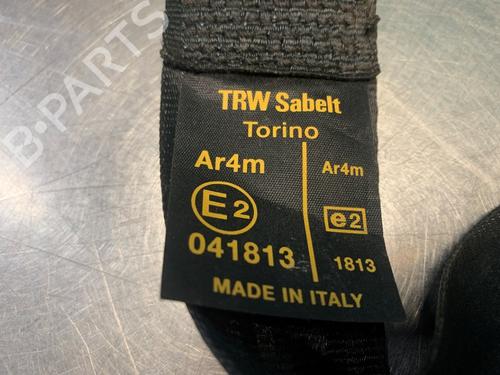 B-PARTS
TRW Sabelt
Torino
Ar4m
E2
041813
Ar4m
e2
1813
MADE IN ITALY